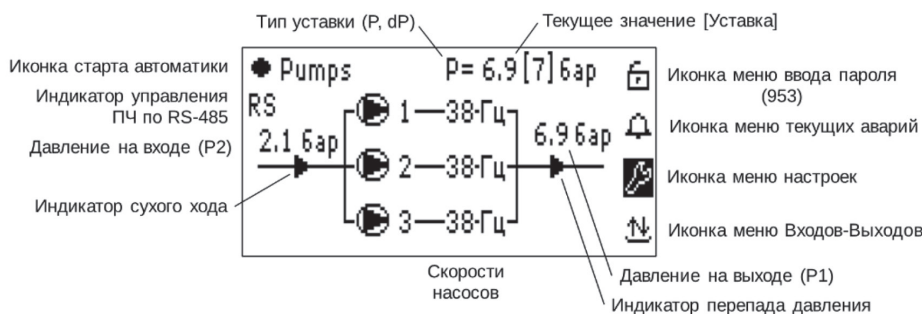 Тип уставки (P, dP)
Текущее значение [Уставка]
Иконка старта автоматики
Индикатор управления
ПЧ по RS-485
Давление на входе (P2)
Индикатор сухого хода
Pumps
P= 6.9 [7] бар
RS
2.1 бар
1—38·Гц
2—38·Гц
3—38·Гц
6.9 бар
Иконка меню ввода пароля
(953)
Иконка меню текущих аварий
Иконка меню настроек
Иконка меню Входов-Выходов
Скорости
насосов
Давление на выходе (P1)
Индикатор перепада давления